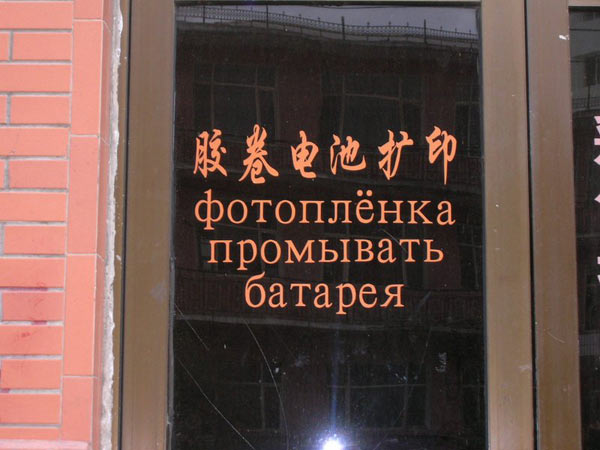 胶卷电池扩印
фотоплёнка
промывать
батарея